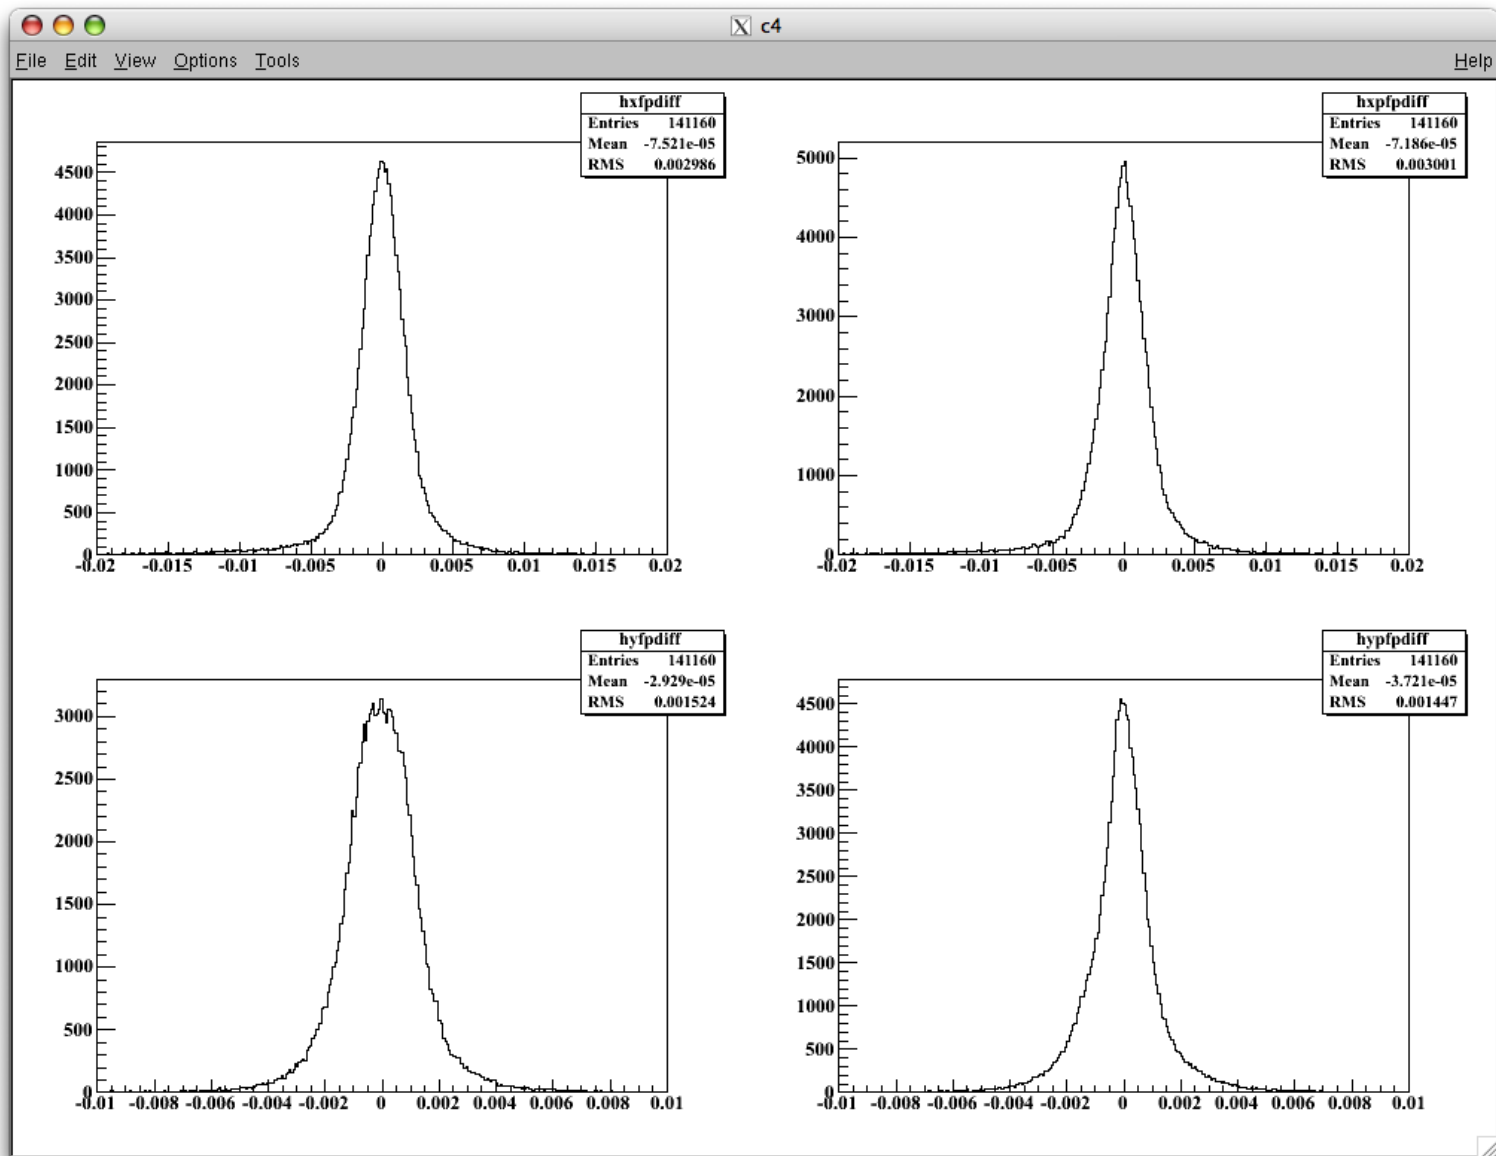 X c4
File Edit View Options Tools Help
hxfpdiff
Entries 141160
Mean -7.521e-05
RMS 0.002986
4500
4000
3500
3000
2500
2000
1500
1000
500
0
-0.02 -0.015 -0.01 -0.005 0 0.005 0.01 0.015 0.02
hxpfpdiff
Entries 141160
Mean -7.186e-05
RMS 0.003001
5000
4000
3000
2000
1000
0
-0.02 -0.015 -0.01 -0.005 0 0.005 0.01 0.015 0.02
hyfpdiff
Entries 141160
Mean -2.929e-05
RMS 0.001524
3000
2500
2000
1500
1000
500
0
-0.01 -0.008 -0.006 -0.004 -0.002 0 0.002 0.004 0.006 0.008 0.01
hypfpdiff
Entries 141160
Mean -3.721e-05
RMS 0.001447
4500
4000
3500
3000
2500
2000
1500
1000
500
0
-0.01 -0.008 -0.006 -0.004 -0.002 0 0.002 0.004 0.006 0.008 0.01